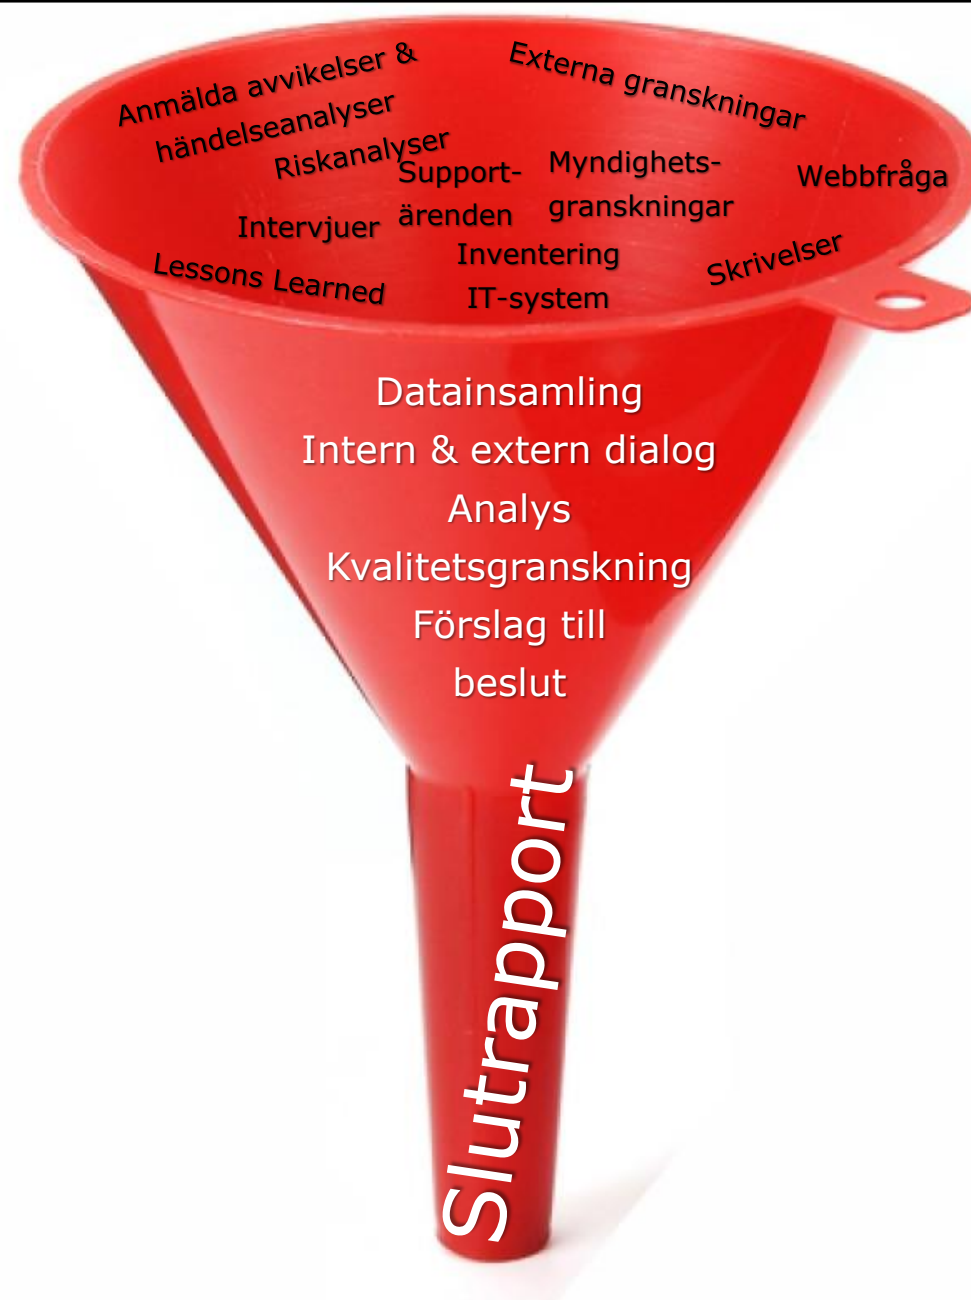 Anmälda avvikelser &
händelseanalyser
Externa granskningar
Riskanalyser
Support-
ärenden
Myndighets-
granskningar
Webbfråga
Intervjuer
Inventering
IT-system
Skrivelser
Lessons Learned
Datainsamling
Intern & extern dialog
Analys
Kvalitetsgranskning
Förslag till
beslut
Slutrapport